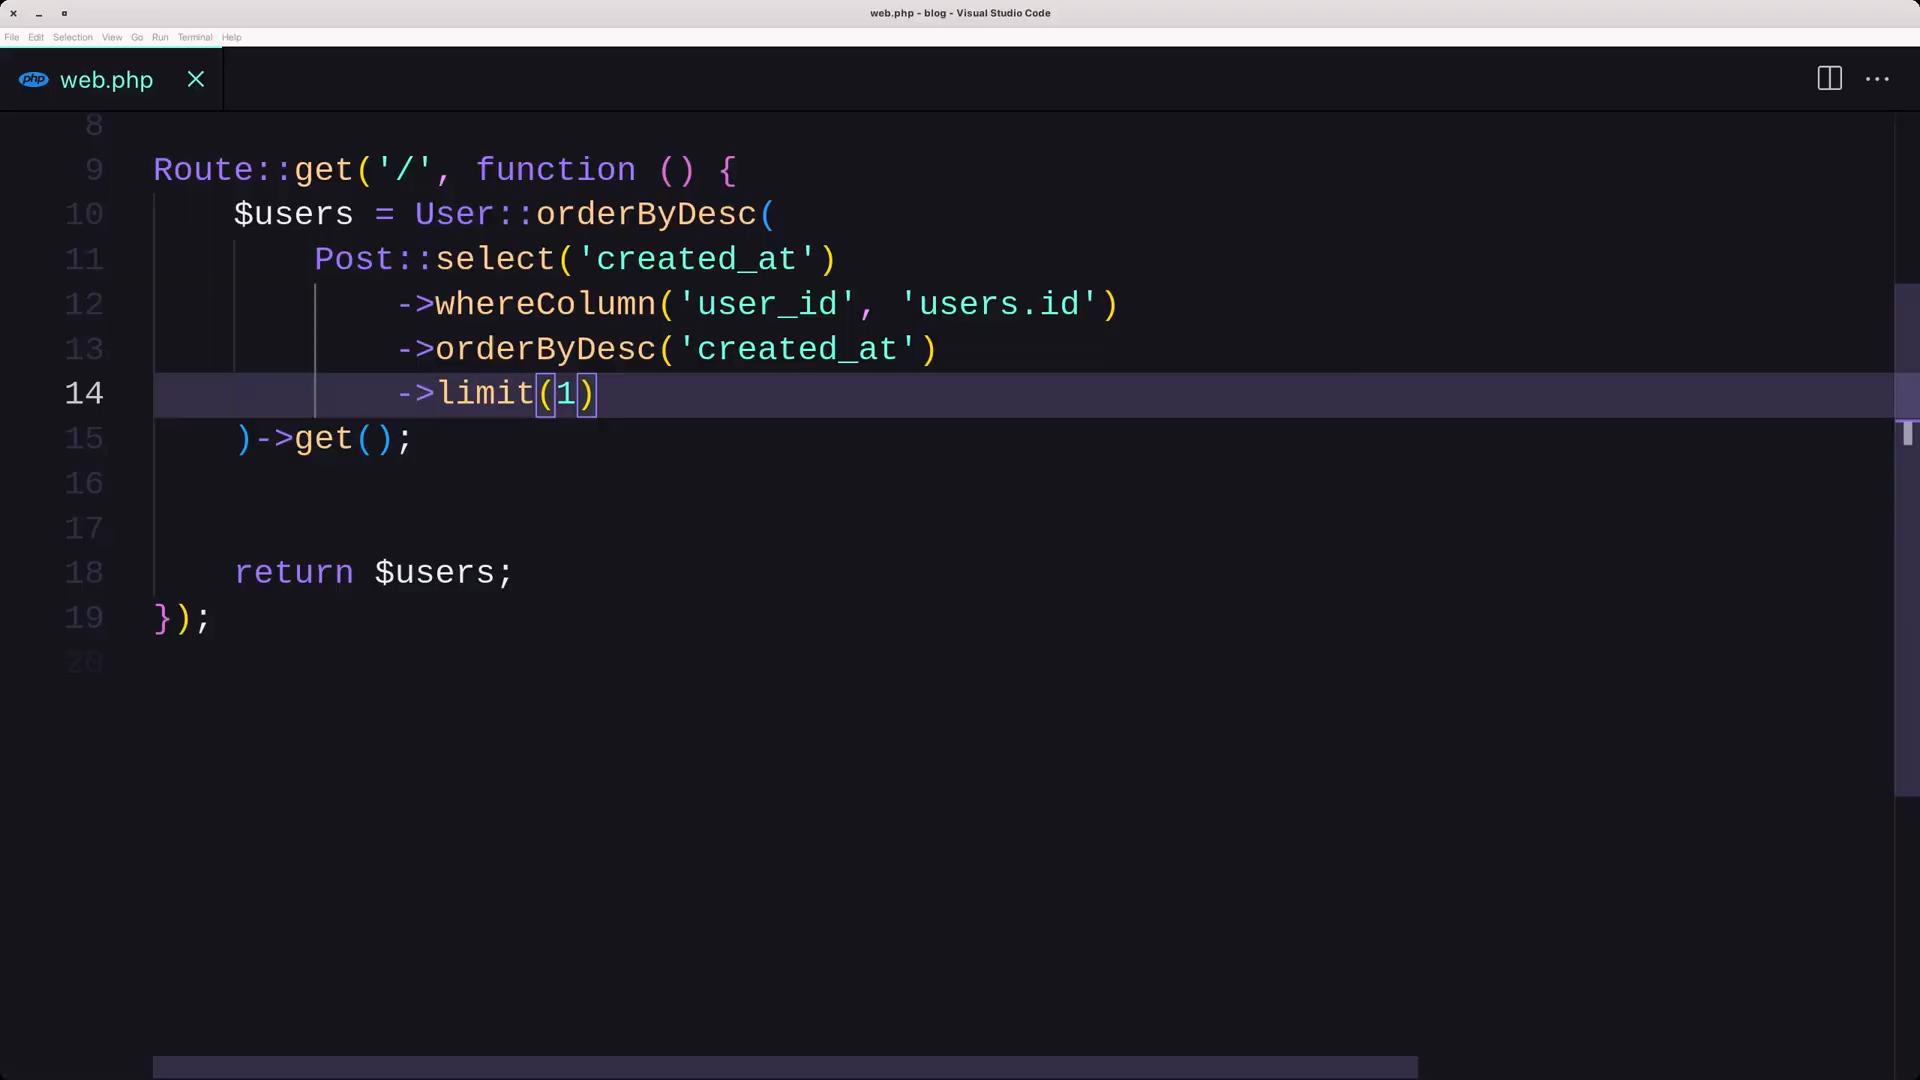 web.php - blog - Visual Studio Code
File Edit Selection View Go Run Terminal Help
php web.php
8
9 Route::get('/', function () {
10 $users = User::orderByDesc(
11 Post::select('created_at')
12 ->whereColumn('user_id', 'users.id')
13 ->orderByDesc('created_at')
14 ->limit(1)
15 )->get();
16
17
18 return $users;
19 });
20